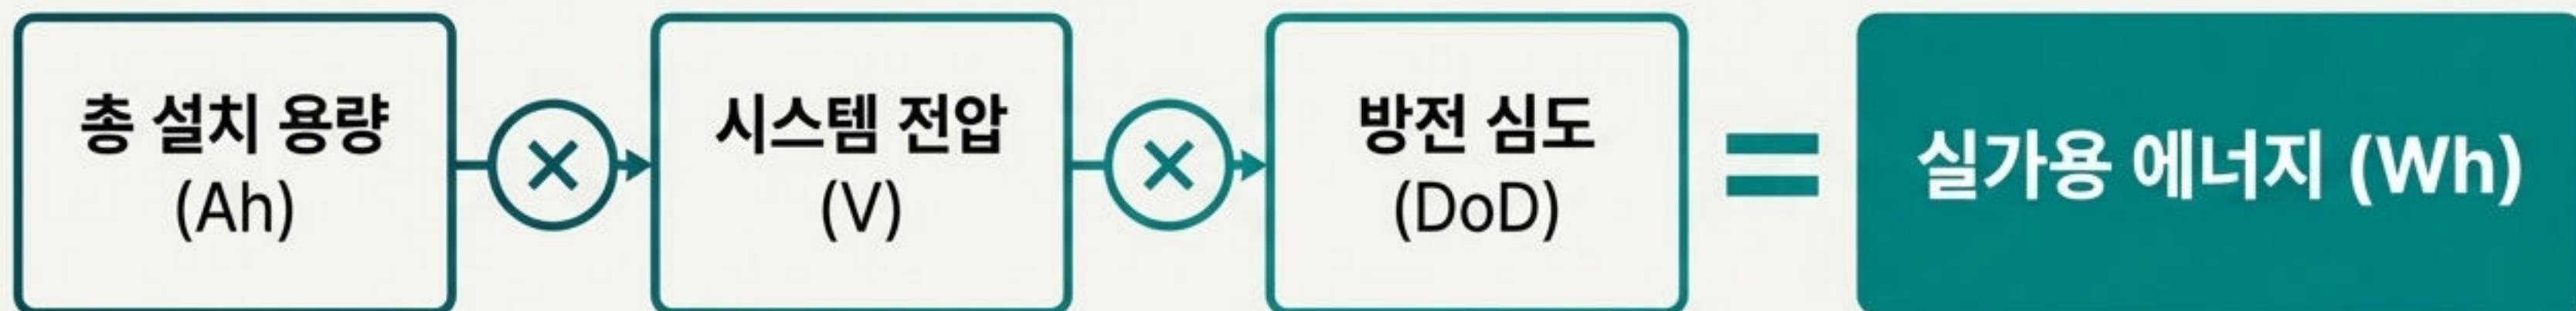 총 설치 용량
(Ah)
×
시스템 전압
(V)
×
방전 심도
(DoD)
=
실가용 에너지 (Wh)